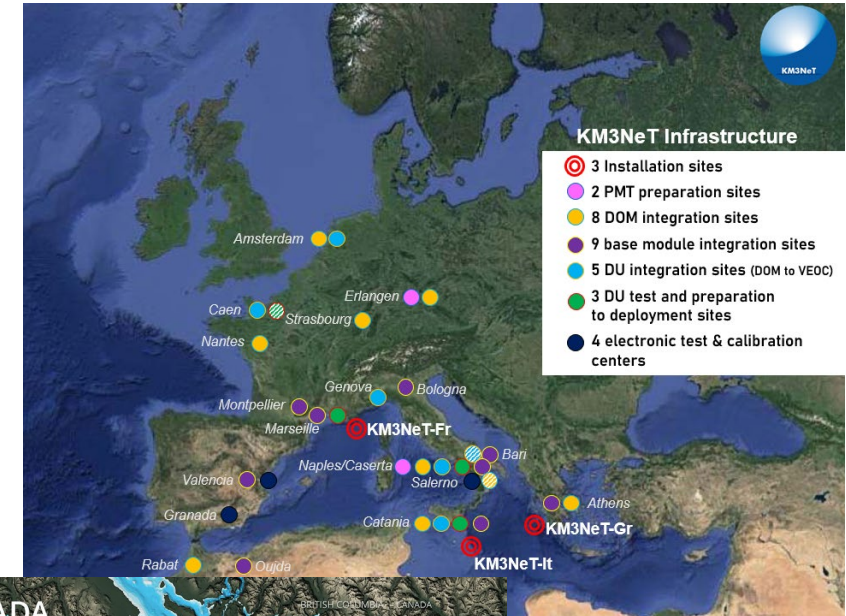 KM3NeT
KM3NeT Infrastructure
3 Installation sites
2 PMT preparation sites
8 DOM integration sites
9 base module integration sites
5 DU integration sites (DOM to VEOC)
3 DU test and preparation
to deployment sites
4 electronic test & calibration
centers
Amsterdam
Erlangen
Caen
Strasbourg
Nantes
Genova
Bologna
Montpellier
Marseille
KM3NeT-Fr
Bari
Naples/Caserta
Salerno
Valencia
Granada
Athens
Catania
KM3NeT-Gr
KM3NeT-It
Rabat
Oujda
BRITISH COLUMBIA
CANADA